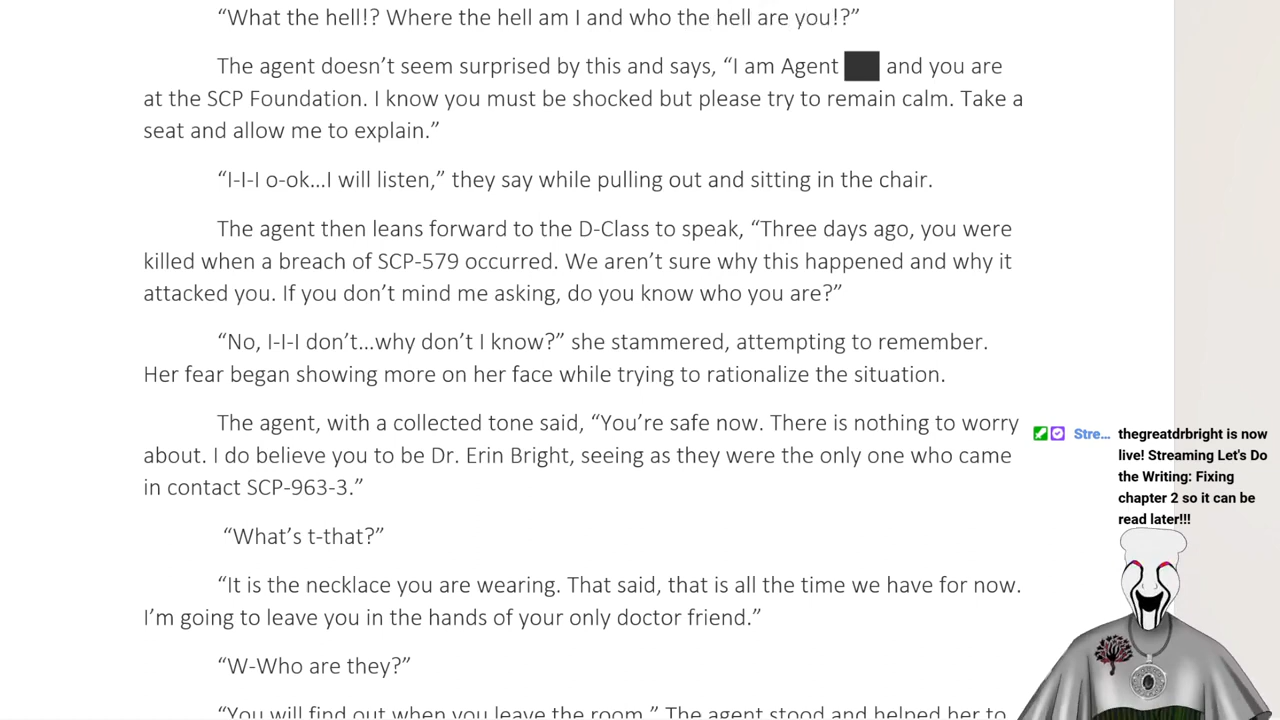 “What the hell!? Where the hell am I and who the hell are you!?”
The agent doesn’t seem surprised by this and says, “I am Agent and you are
at the SCP Foundation. I know you must be shocked but please try to remain calm. Take a
seat and allow me to explain.”
“I-I-I o-ok…I will listen,” they say while pulling out and sitting in the chair.
The agent then leans forward to the D-Class to speak, “Three days ago, you were
killed when a breach of SCP-579 occurred. We aren’t sure why this happened and why it
attacked you. If you don’t mind me asking, do you know who you are?”
“No, I-I-I don’t…why don’t I know?” she stammered, attempting to remember.
Her fear began showing more on her face while trying to rationalize the situation.
The agent, with a collected tone said, “You’re safe now. There is nothing to worry
about. I do believe you to be Dr. Erin Bright, seeing as they were the only one who came
in contact SCP-963-3.”
“What’s t-that?”
“It is the necklace you are wearing. That said, that is all the time we have for now.
I’m going to leave you in the hands of your only doctor friend.”
“W-Who are they?”
“You will find out when you leave the room.” The agent stood and helped her to
Stre... thegreatdrbright is now
live! Streaming Let's Do
the Writing: Fixing
chapter 2 so it can be
read later!!!